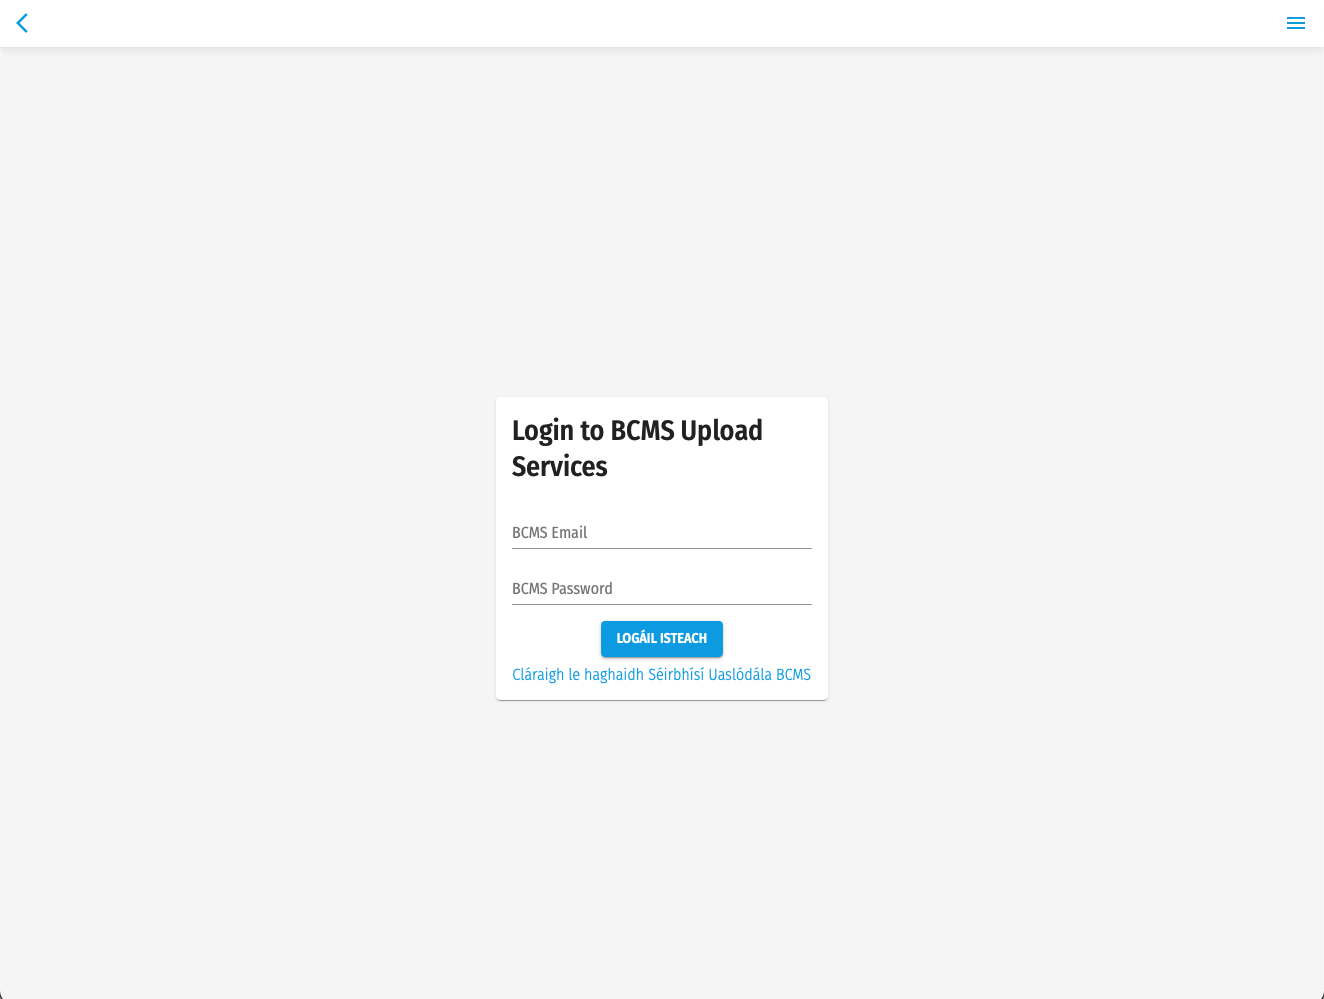 Login to BCMS Upload
Services
BCMS Email
BCMS Password
LOGÁIL ISTEACH
Cláraigh le haghaidh Séirbhísí Uaslódála BCMS